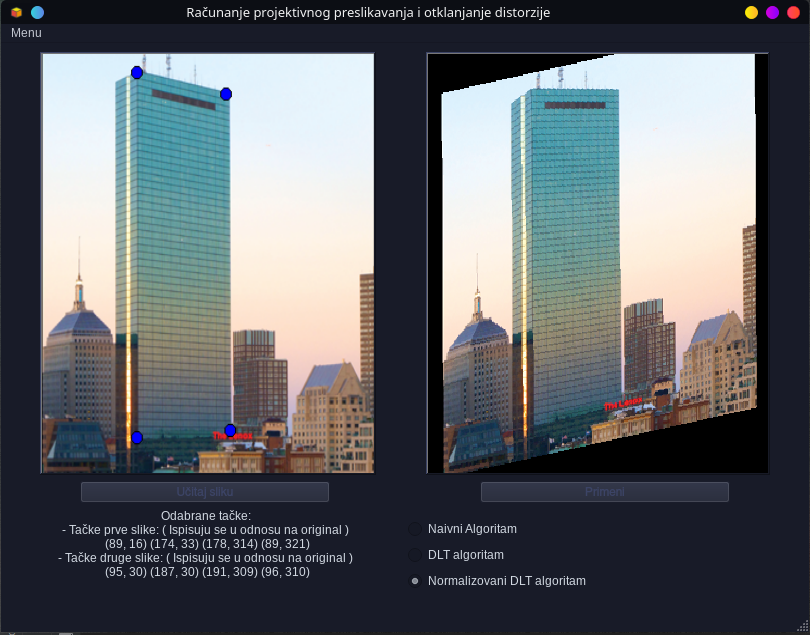 Računanje projektivnog preslikavanja i otklanjanje distorzije
Menu
Učitaj sliku
Primeni
Odabrane tačke:
- Tačke prve slike: ( Ispisuju se u odnosu na original )
(89, 16) (174, 33) (178, 314) (89, 321)
- Tačke druge slike: ( Ispisuju se u odnosu na original )
(95, 30) (187, 30) (191, 309) (96, 310)
Naivni Algoritam
DLT algoritam
Normalizovani DLT algoritam